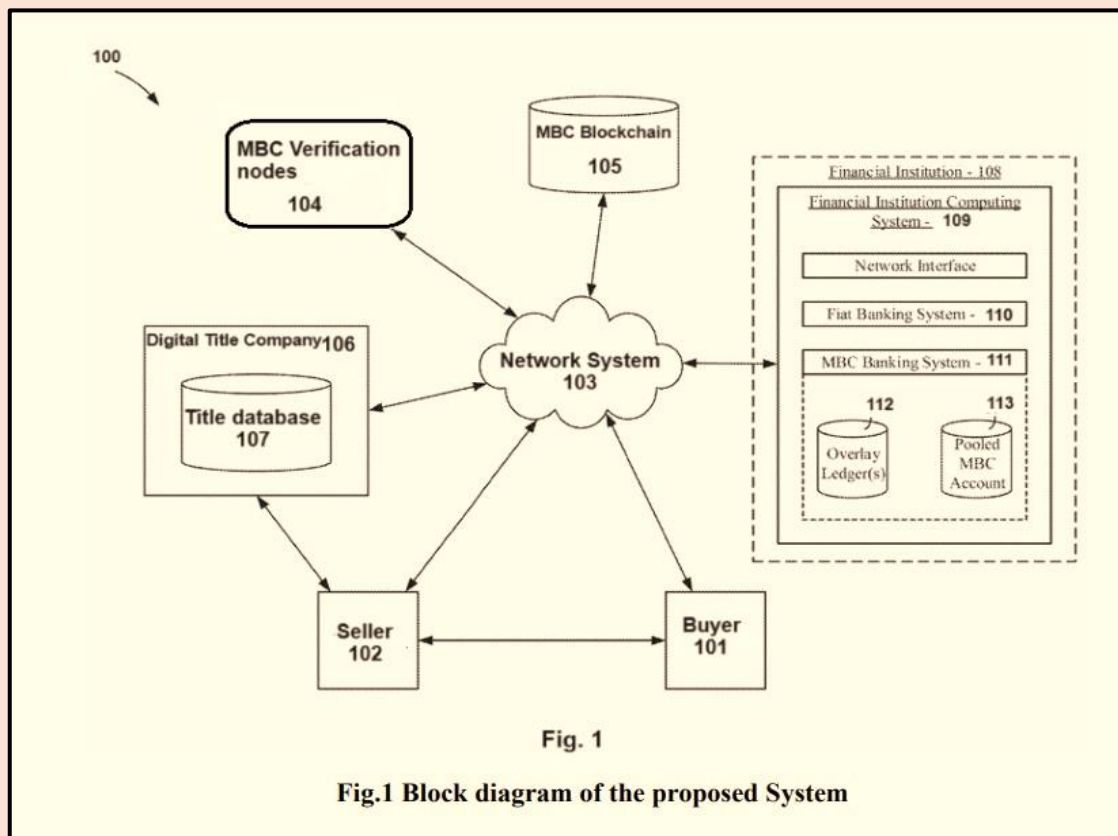 100
MBC Verification
nodes
104
MBC Blockchain
105
Financial Institution - 108
Financial Institution Computing
System - 109
Network Interface
Fiat Banking System - 110
MBC Banking System - 111
112
Overlay
Ledger(s)
113
Pooled
MBC
Account
Digital Title Company 106
Title database
107
Network System
103
Seller
102
Buyer
101
Fig. 1
Fig.1 Block diagram of the proposed System